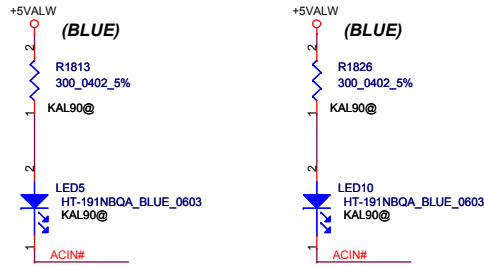 +5VALW
(BLUE)
2
R1813
300_0402_5%
KAL90@
1
2
LED5
HT-191NBQA_BLUE_0603
KAL90@
1
ACIN#
+5VALW
(BLUE)
2
R1826
300_0402_5%
KAL90@
1
2
LED10
HT-191NBQA_BLUE_0603
KAL90@
1
ACIN#